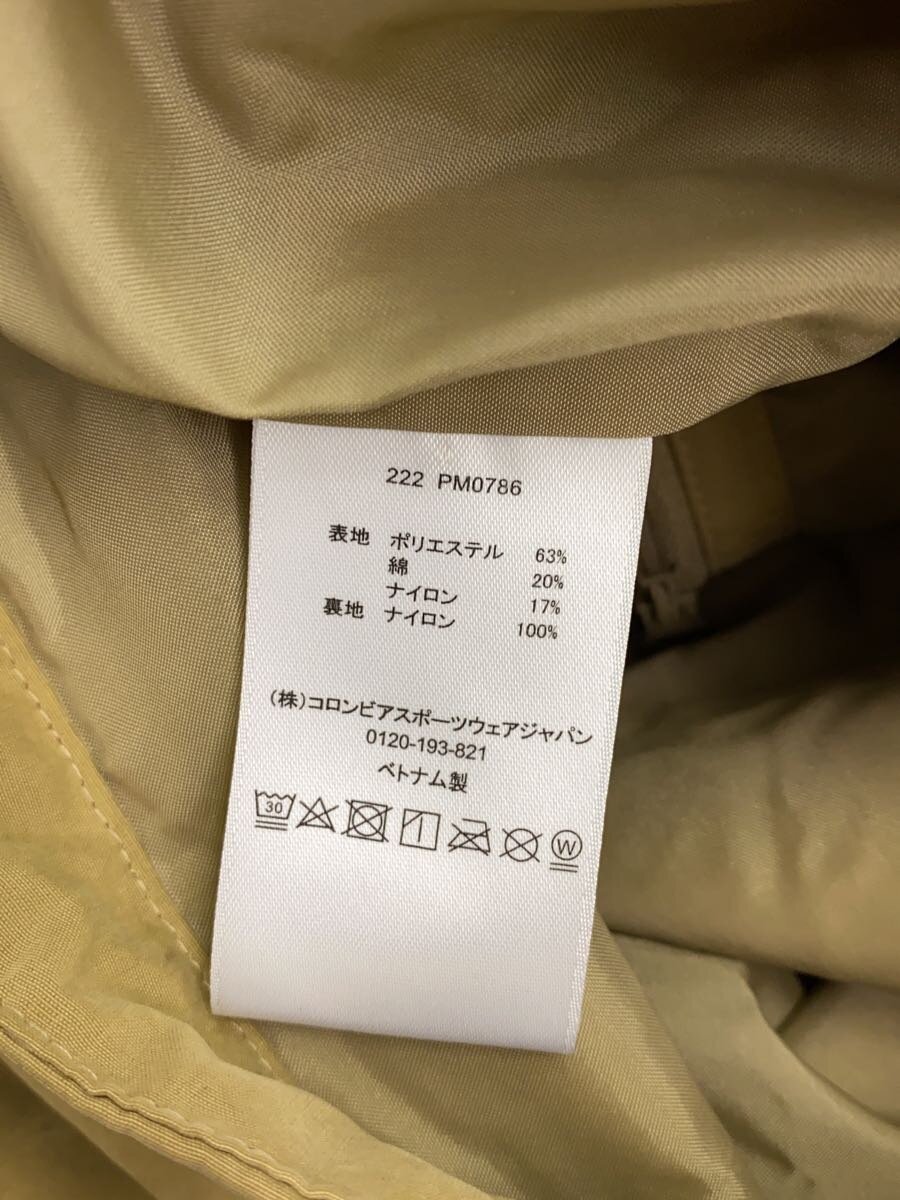 222 PM0786
表地 ポリエステル 63%
綿 20%
ナイロン 17%
裏地 ナイロン 100%
(株)コロンビアスポーツウェアジャパン
0120-193-821
ベトナム製
30 W